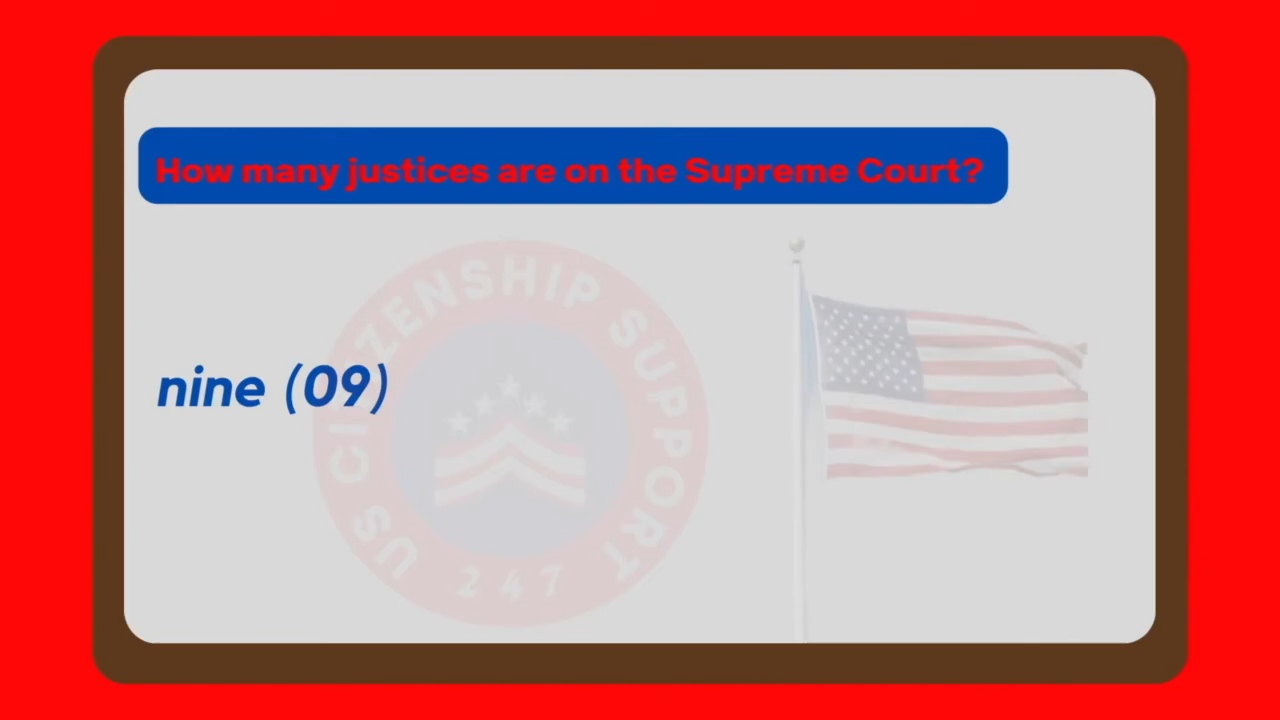 How many justices are on the Supreme Court?
nine (09)
US CITIZENSHIP SUPPORT
247